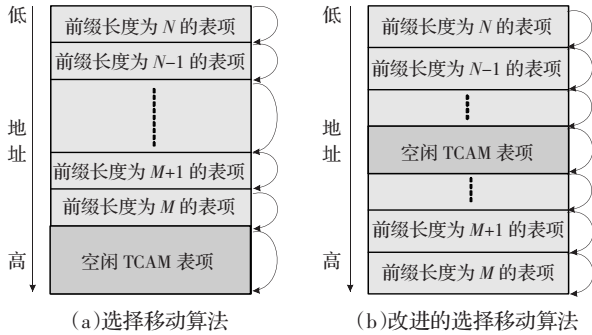 低
地
址
高
前缀长度为 N 的表项
前缀长度为 N-1 的表项
前缀长度为 M+1 的表项
前缀长度为 M 的表项
空闲 TCAM 表项
(a)选择移动算法
低
地
址
高
前缀长度为 N 的表项
前缀长度为 N-1 的表项
空闲 TCAM 表项
前缀长度为 M+1 的表项
前缀长度为 M 的表项
(b)改进的选择移动算法